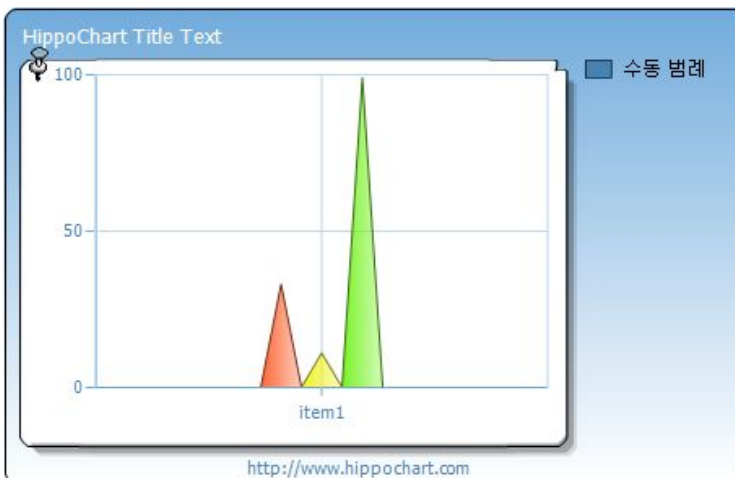 HippoChart Title Text
수동 범례
100
50
0
item1
http://www.hippochart.com